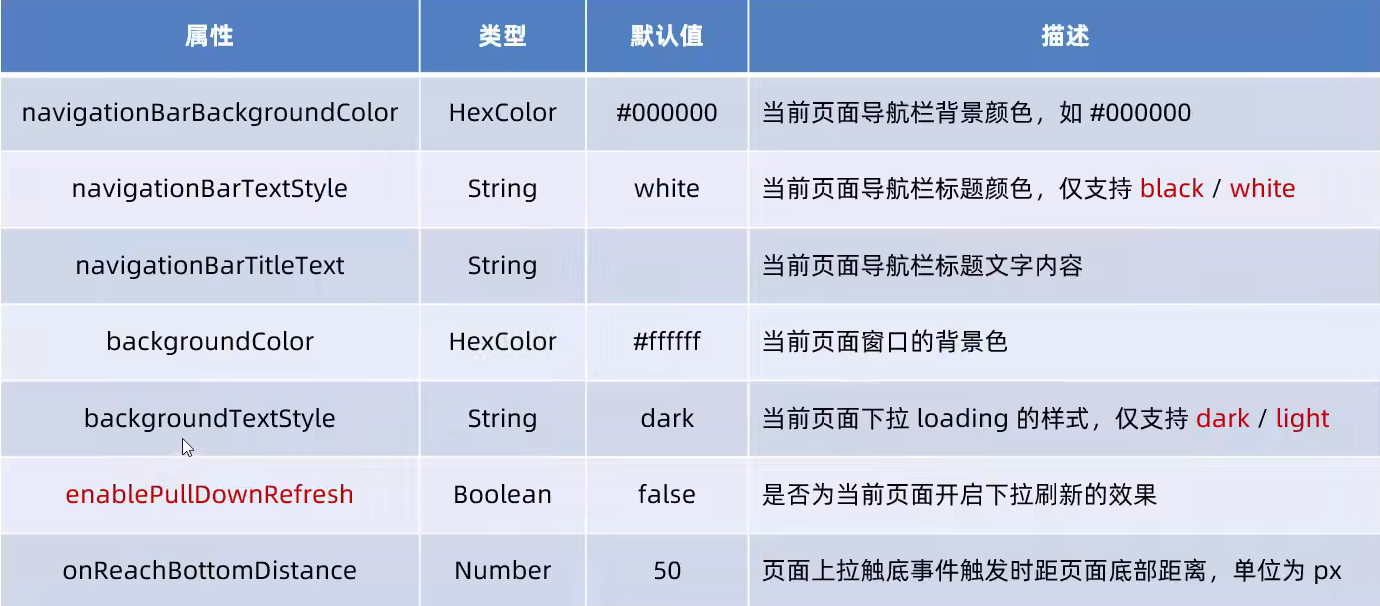 属性 类型 默认值 描述
navigationBarBackgroundColor HexColor #000000 当前页面导航栏背景颜色，如 #000000
navigationBarTextStyle String white 当前页面导航栏标题颜色，仅支持 black / white
navigationBarTitleText String 当前页面导航栏标题文字内容
backgroundColor HexColor #ffffff 当前页面窗口的背景色
backgroundTextStyle String dark 当前页面下拉 loading 的样式，仅支持 dark / light
enablePullDownRefresh Boolean false 是否为当前页面开启下拉刷新的效果
onReachBottomDistance Number 50 页面上拉触底事件触发时距页面底部距离，单位为 px